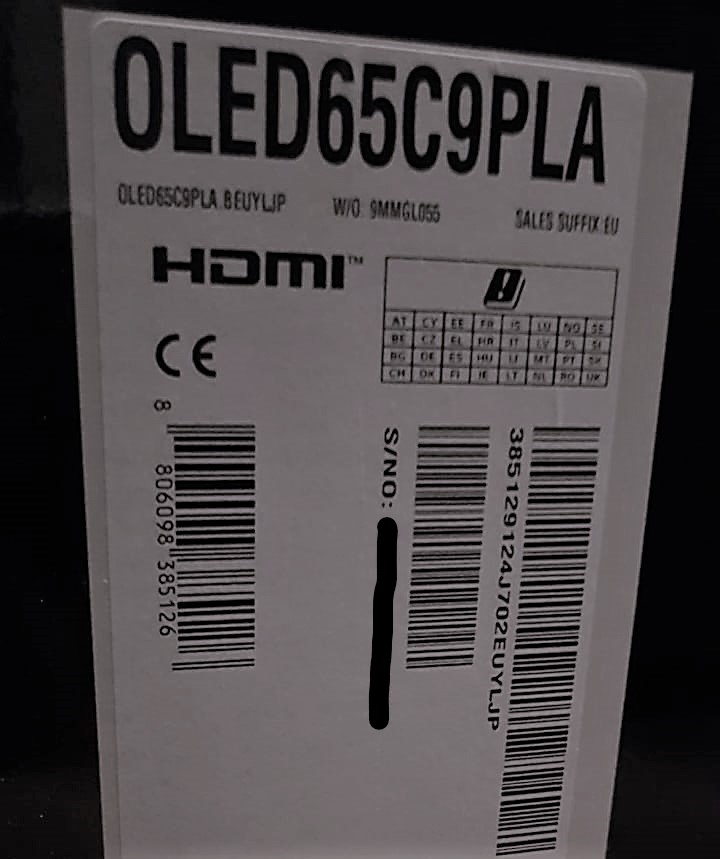 OLED65C9PLA
OLED65C9PLA.BEUYLJP W/O: 9MMGL055 SALES SUFFIX:EU
HDMI™
AT CY EE FR IS LU NO SE
BE CZ EL HR IT LV PL SI
BG DE ES HU LI MT PT SK
CH DK FI IE LT NL RO UK
CE
8 806098 385126
S/NO:
385129124J702EUYLJP